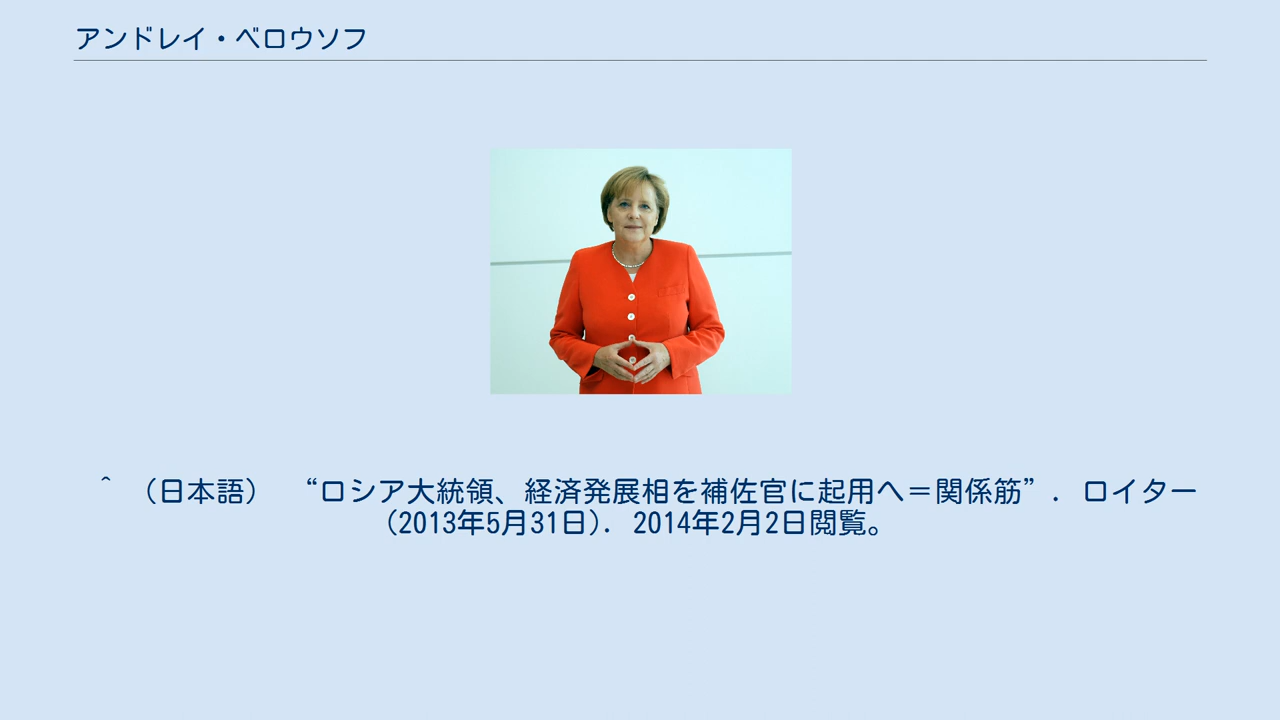 アンドレイ・ベロウソフ
^ （日本語） “ロシア大統領、経済発展相を補佐官に起用へ＝関係筋”. ロイター
(2013年5月31日). 2014年2月2日閲覧。